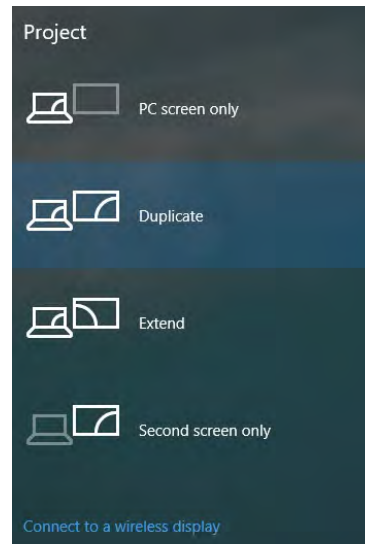 Project
PC screen only
Duplicate
Extend
Second screen only
Connect to a wireless display